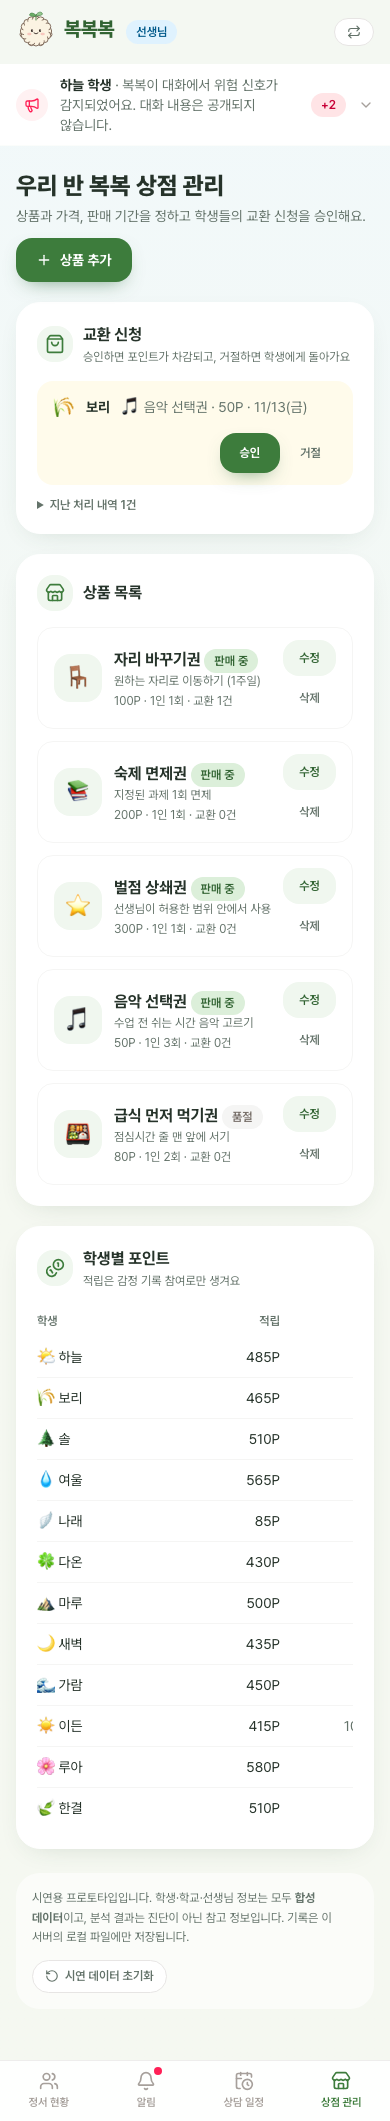 복복복 선생님
하늘 학생 · 복복이 대화에서 위험 신호가
감지되었어요. 대화 내용은 공개되지
않습니다.
+2
우리 반 복복 상점 관리
상품과 가격, 판매 기간을 정하고 학생들의 교환 신청을 승인해요.
상품 추가
교환 신청
승인하면 포인트가 차감되고, 거절하면 학생에게 돌아가요
보리 음악 선택권 · 50P · 11/13(금)
승인 거절
지난 처리 내역 1건
상품 목록
자리 바꾸기권 판매 중
원하는 자리로 이동하기 (1주일)
100P · 1인 1회 · 교환 1건
수정
삭제
숙제 면제권 판매 중
지정된 과제 1회 면제
200P · 1인 1회 · 교환 0건
수정
삭제
벌점 상쇄권 판매 중
선생님이 허용한 범위 안에서 사용
300P · 1인 1회 · 교환 0건
수정
삭제
음악 선택권 판매 중
수업 전 쉬는 시간 음악 고르기
50P · 1인 3회 · 교환 0건
수정
삭제
급식 먼저 먹기권 품절
점심시간 줄 맨 앞에 서기
80P · 1인 2회 · 교환 0건
수정
삭제
학생별 포인트
적립은 감정 기록 참여로만 생겨요
학생 적립
하늘 485P
보리 465P
솔 510P
여울 565P
나래 85P
다온 430P
마루 500P
새벽 435P
가람 450P
이든 415P
루아 580P
한결 510P
시연용 프로토타입입니다. 학생·학교·선생님 정보는 모두 합성
데이터이고, 분석 결과는 진단이 아닌 참고 정보입니다. 기록은 이
서버의 로컬 파일에만 저장됩니다.
시연 데이터 초기화
정서 현황 알림 상담 일정 상점 관리